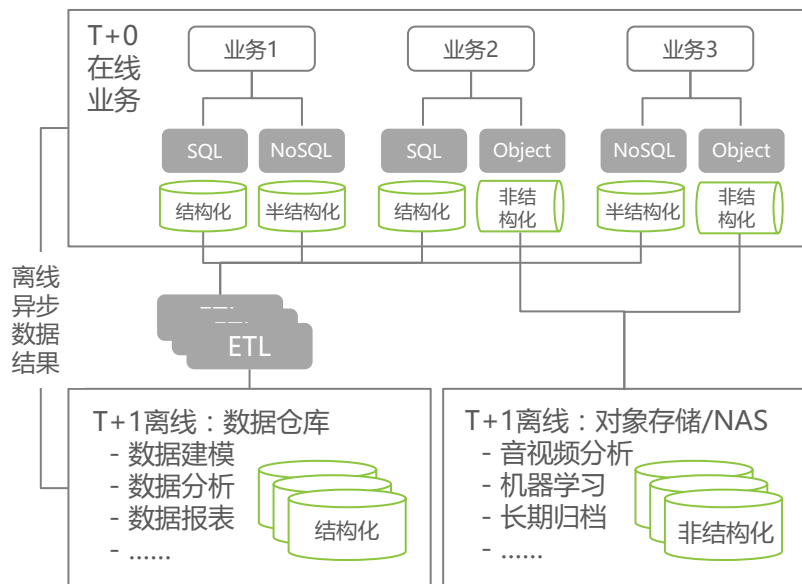 T+0
在线
业务
业务1
业务2
业务3
SQL
NoSQL
SQL
Object
NoSQL
Object
结构化
半结构化
结构化
非结
构化
半结构化
非结
构化
离线
异步
数据
结果
ETL
T+1离线：数据仓库
- 数据建模
- 数据分析
- 数据报表
- ......
结构化
T+1离线：对象存储/NAS
- 音视频分析
- 机器学习
- 长期归档
- ......
非结构化